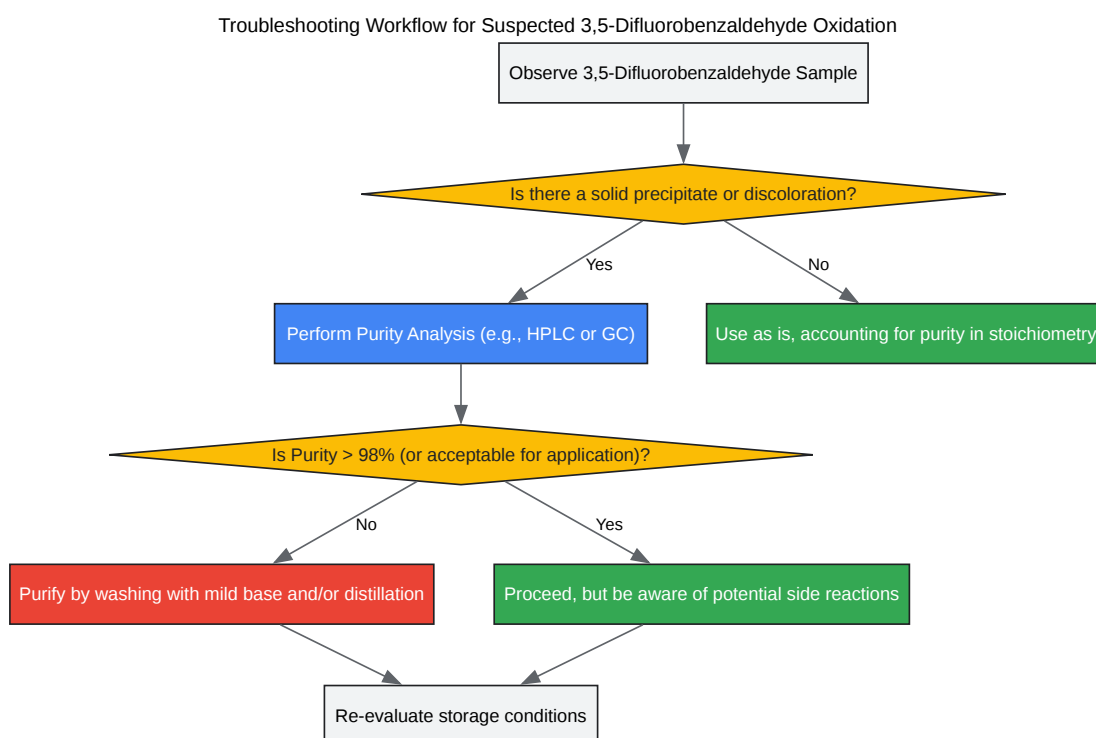 Troubleshooting Workflow for Suspected 3,5-Difluorobenzaldehyde Oxidation
Observe 3,5-Difluorobenzaldehyde Sample
Is there a solid precipitate or discoloration?
Yes
No
Perform Purity Analysis (e.g., HPLC or GC)
Use as is, accounting for purity in stoichiometry
Is Purity > 98% (or acceptable for application)?
No
Yes
Purify by washing with mild base and/or distillation
Proceed, but be aware of potential side reactions
Re-evaluate storage conditions